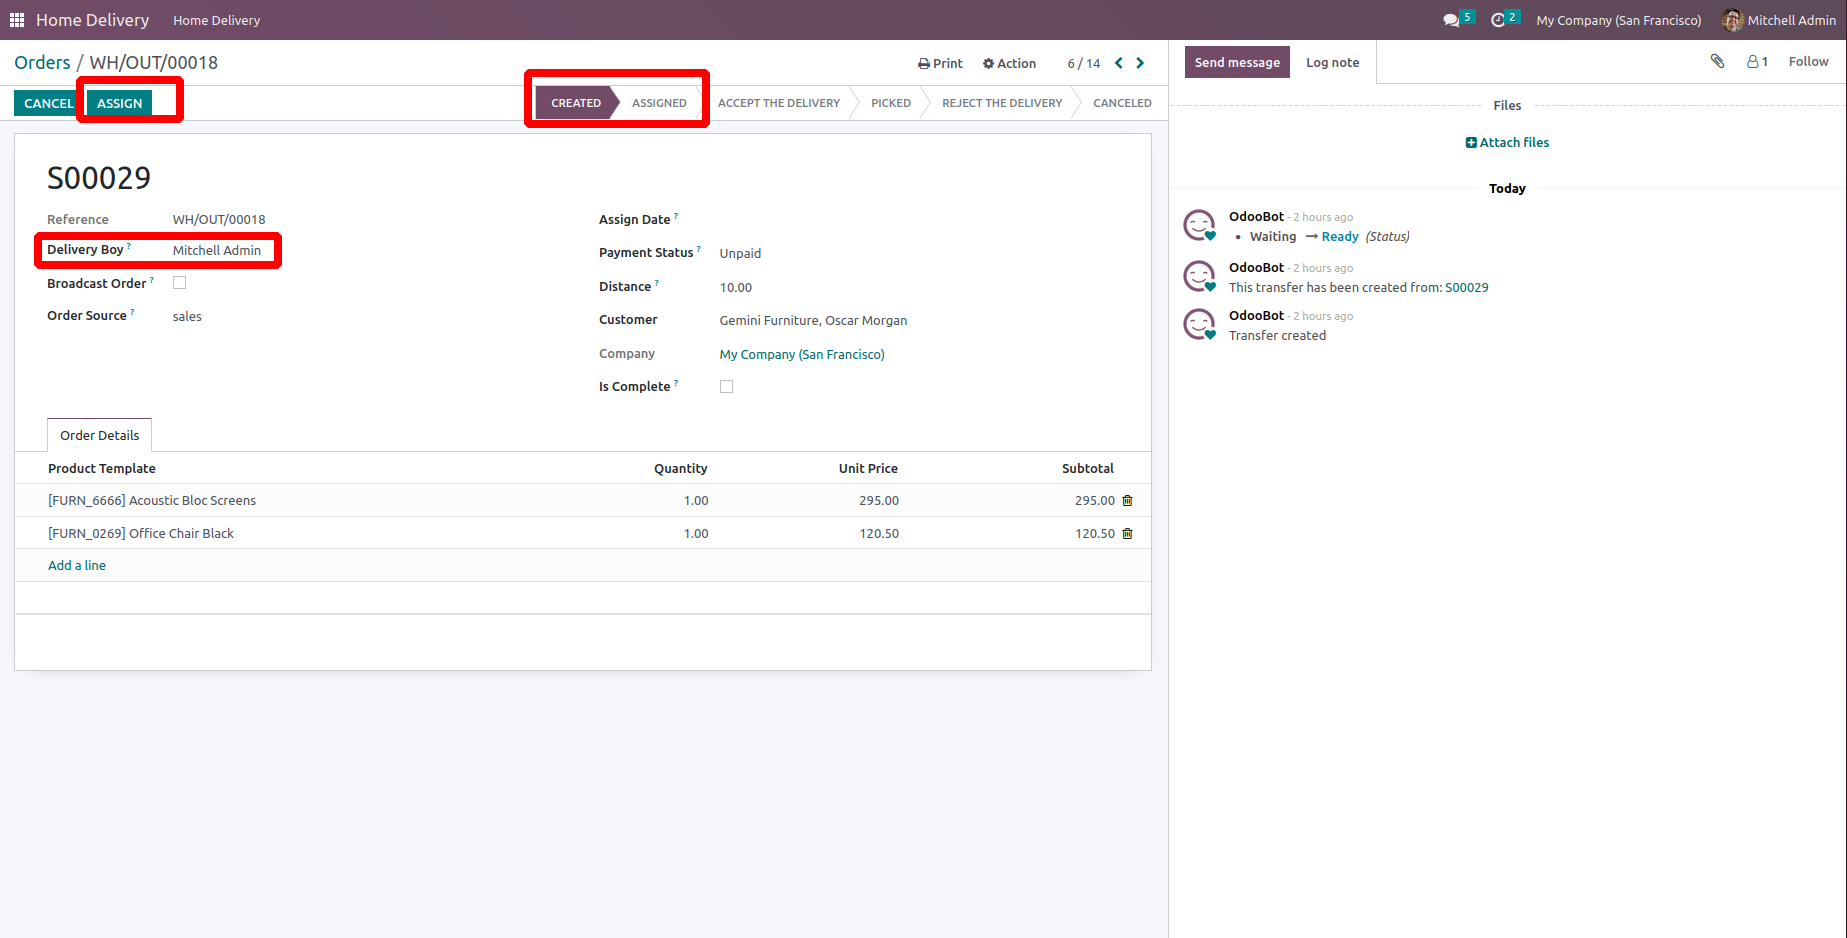 Home Delivery Home Delivery 5 2 My Company (San Francisco) Mitchell Admin
Orders / WH/OUT/00018 Print Action 6 / 14
CANCEL ASSIGN CREATED ASSIGNED ACCEPT THE DELIVERY PICKED REJECT THE DELIVERY CANCELED
S00029
Reference WH/OUT/00018
Delivery Boy ? Mitchell Admin
Broadcast Order ?
Order Source ? sales
Assign Date ?
Payment Status ? Unpaid
Distance ? 10.00
Customer Gemini Furniture, Oscar Morgan
Company My Company (San Francisco)
Is Complete ?
Order Details
Product Template Quantity Unit Price Subtotal
[FURN_6666] Acoustic Bloc Screens 1.00 295.00 295.00
[FURN_0269] Office Chair Black 1.00 120.50 120.50
Add a line
Send message Log note 1 Follow
Files
Attach files
Today
OdooBot - 2 hours ago
• Waiting → Ready (Status)
OdooBot - 2 hours ago
This transfer has been created from: S00029
OdooBot - 2 hours ago
Transfer created